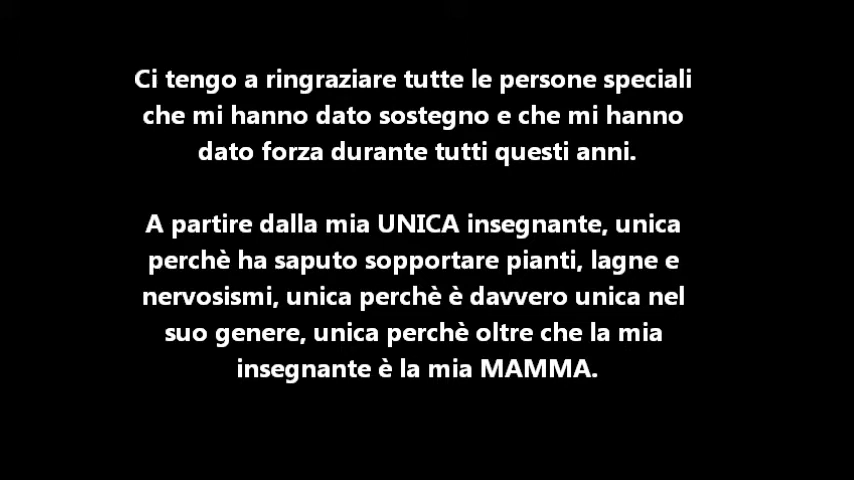 Ci tengo a ringraziare tutte le persone speciali
che mi hanno dato sostegno e che mi hanno
dato forza durante tutti questi anni.
A partire dalla mia UNICA insegnante, unica
perchè ha saputo sopportare pianti, lagne e
nervosismi, unica perchè è davvero unica nel
suo genere, unica perchè oltre che la mia
insegnante è la mia MAMMA.